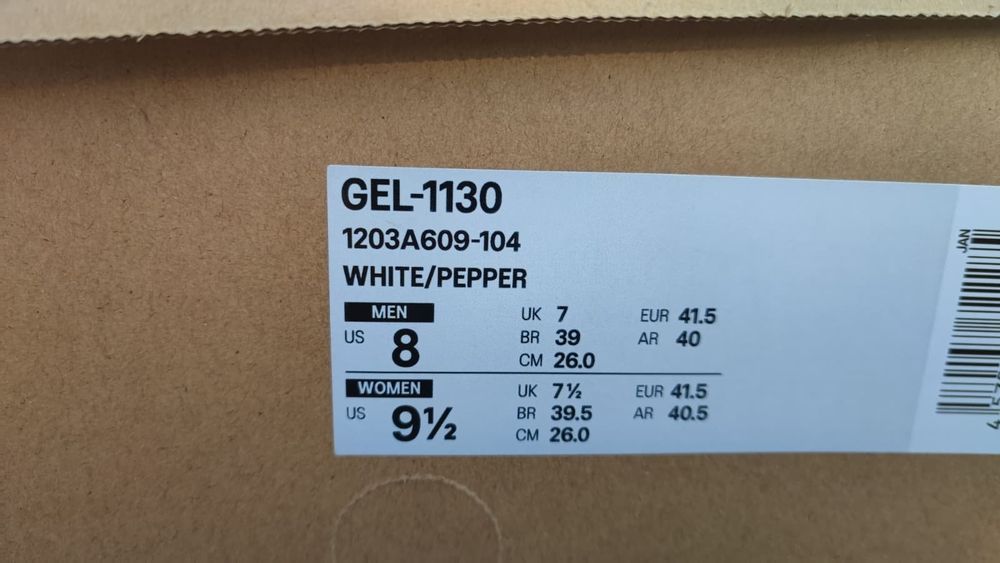 GEL-1130
1203A609-104
WHITE/PEPPER
MEN
US 8
UK 7 EUR 41.5
BR 39 AR 40
CM 26.0
WOMEN
US 9½
UK 7½ EUR 41.5
BR 39.5 AR 40.5
CM 26.0
JAN